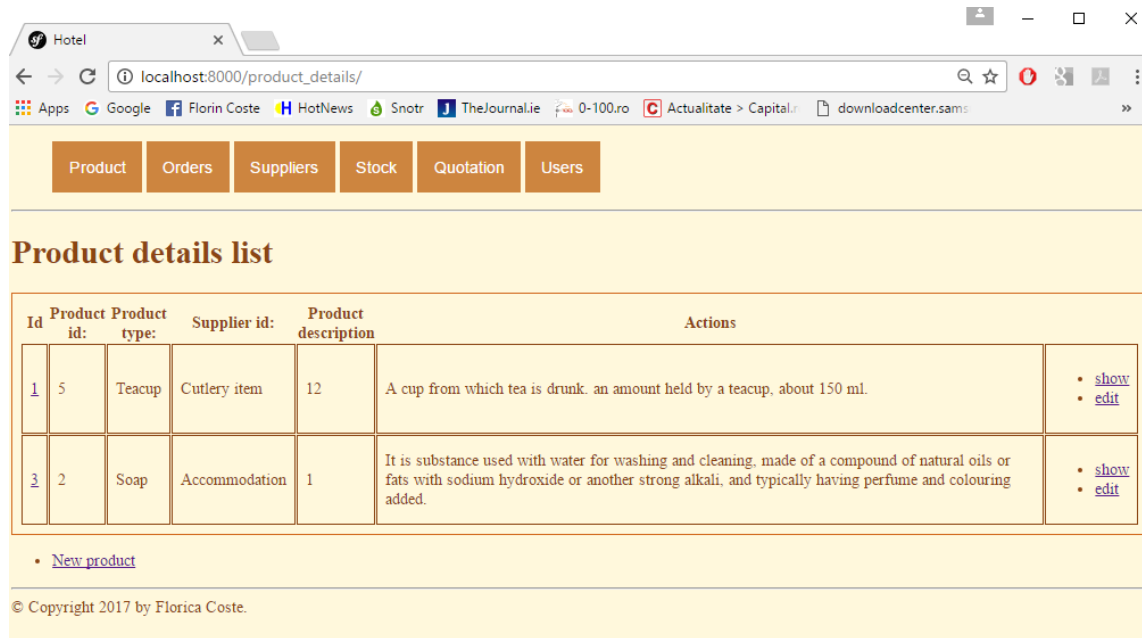 Hotel
localhost:8000/product_details/
Apps Google Florin Coste HotNews Snotr TheJournal.ie 0-100.ro Actualitate > Capital.r downloadcenter.sams »
Product Orders Suppliers Stock Quotation Users
Product details list
Id Product id: Product type: Supplier id: Product description Actions
1 5 Teacup Cutlery item 12 A cup from which tea is drunk. an amount held by a teacup, about 150 ml.
• show
• edit
3 2 Soap Accommodation 1
It is substance used with water for washing and cleaning, made of a compound of natural oils or
fats with sodium hydroxide or another strong alkali, and typically having perfume and colouring
added.
• show
• edit
• New product
© Copyright 2017 by Florica Coste.